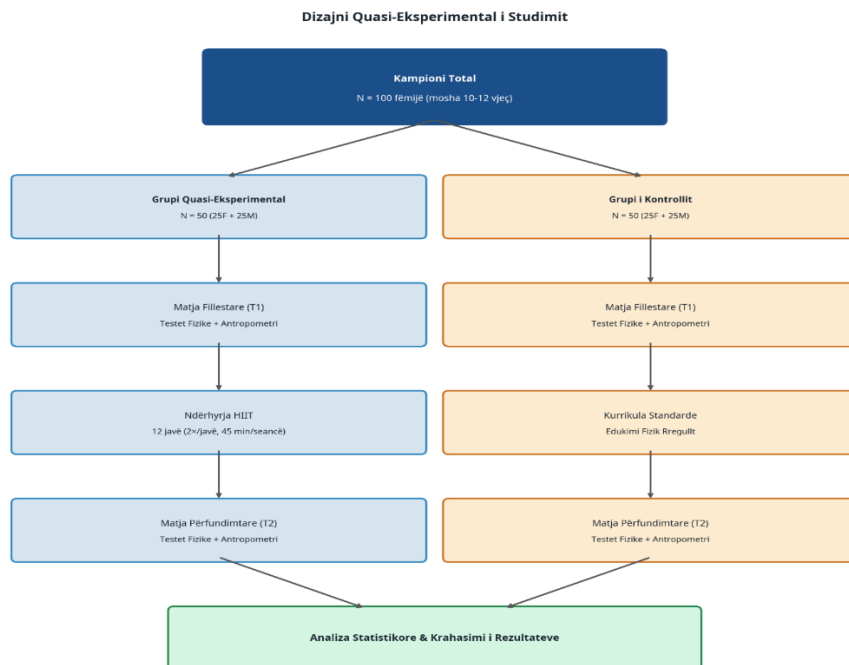 Dizajni Quasi-Eksperimental i Studimit
Kampioni Total
N = 100 fëmijë (mosha 10-12 vjeç)
Grupi Quasi-Eksperimental
N = 50 (25F + 25M)
Grupi i Kontrollit
N = 50 (25F + 25M)
Matja Fillestare (T1)
Testet Fizike + Antropometri
Matja Fillestare (T1)
Testet Fizike + Antropometri
Ndërhyrja HIIT
12 javë (2×/javë, 45 min/seancë)
Kurrikula Standarde
Edukimi Fizik Rregullt
Matja Përfundimtare (T2)
Testet Fizike + Antropometri
Matja Përfundimtare (T2)
Testet Fizike + Antropometri
Analiza Statistikore & Krahasimi i Rezultateve